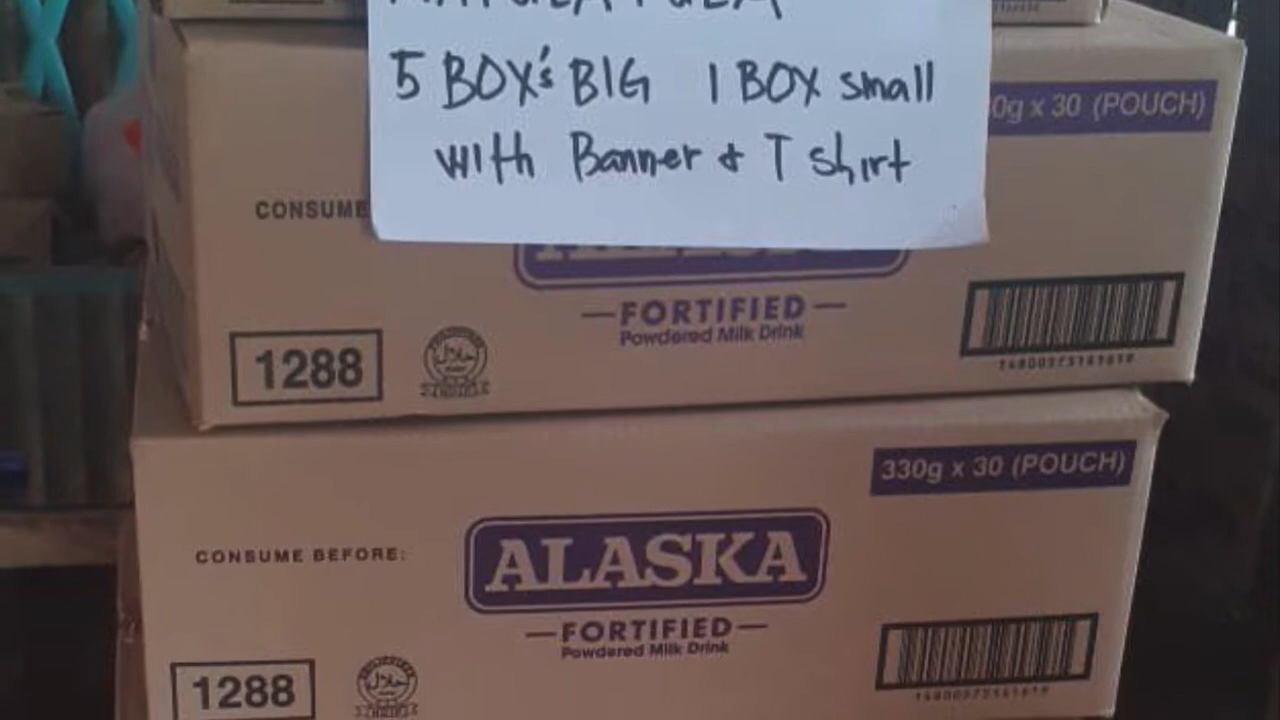 5 BOX's BIG 1 BOX small
with Banner & T shirt
0g x 30 (POUCH)
CONSUME
FORTIFIED
Powdered Milk Drink
1288
330g x 30 (POUCH)
CONSUME BEFORE:
ALASKA
FORTIFIED
Powdered Milk Drink
1288